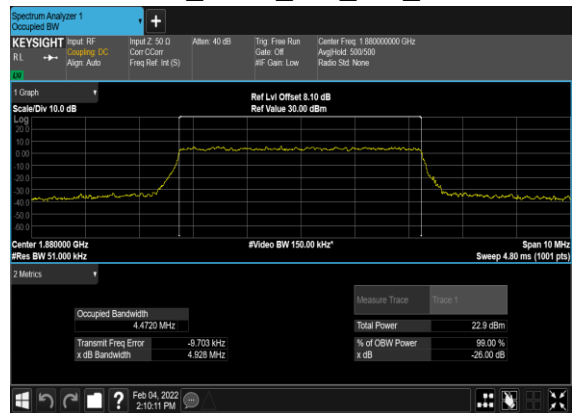 Spectrum Analyzer 1
Occupied BW
+
KEYSIGHT
RL
Input: RF
Coupling: DC
Align: Auto
Input Z: 50 Ω
Corr CCorr
Freq Ref: Int (S)
Atten: 40 dB
Trig: Free Run
Gate: Off
#IF Gain: Low
Center Freq: 1.880000000 GHz
Avg|Hold: 500/500
Radio Std: None
1 Graph
Scale/Div 10.0 dB
Ref Lvl Offset 8.10 dB
Ref Value 30.00 dBm
Log
20.0
10.0
0.00
-10.0
-20.0
-30.0
-40.0
-50.0
-60.0
Center 1.880000 GHz
#Res BW 51.000 kHz
#Video BW 150.00 kHz*
Span 10 MHz
Sweep 4.80 ms (1001 pts)
2 Metrics
Measure Trace
Trace 1
Occupied Bandwidth
4.4720 MHz
Total Power
22.9 dBm
Transmit Freq Error
-9.703 kHz
% of OBW Power
99.00 %
x dB Bandwidth
4.928 MHz
x dB
-26.00 dB
?
Feb 04, 2022
2:10:11 PM